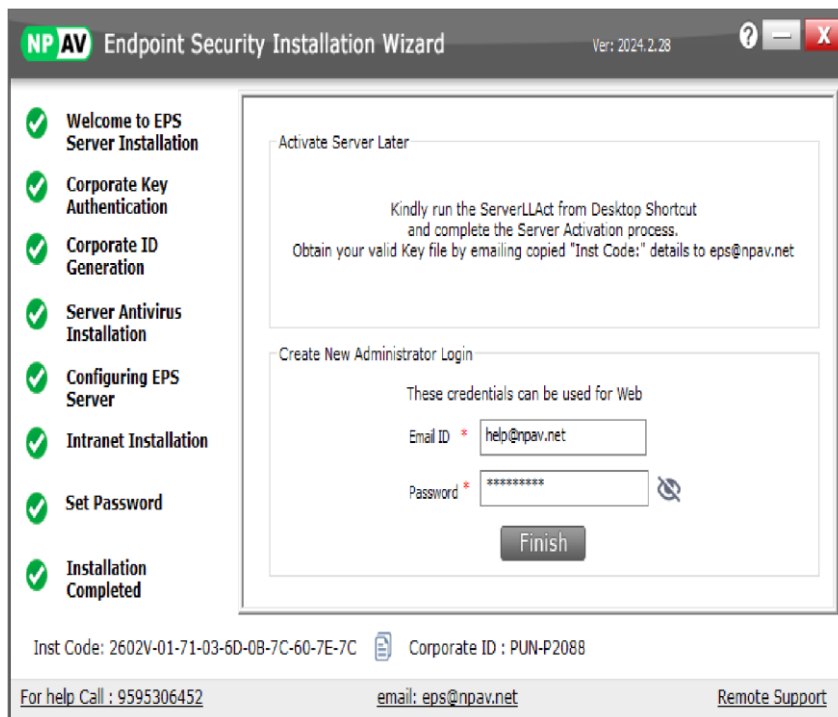 NP AV Endpoint Security Installation Wizard Ver: 2024.2.28 ? — X
Welcome to EPS
Server Installation
Corporate Key
Authentication
Corporate ID
Generation
Server Antivirus
Installation
Configuring EPS
Server
Intranet Installation
Set Password
Installation
Completed
Activate Server Later
Kindly run the ServerLLAct from Desktop Shortcut
and complete the Server Activation process.
Obtain your valid Key file by emailing copied "Inst Code:" details to eps@npav.net
Create New Administrator Login
These credentials can be used for Web
Email ID * help@npav.net
Password * *********
Finish
Inst Code: 2602V-01-71-03-6D-0B-7C-60-7E-7C Corporate ID : PUN-P2088
For help Call : 9595306452 email: eps@npav.net Remote Support